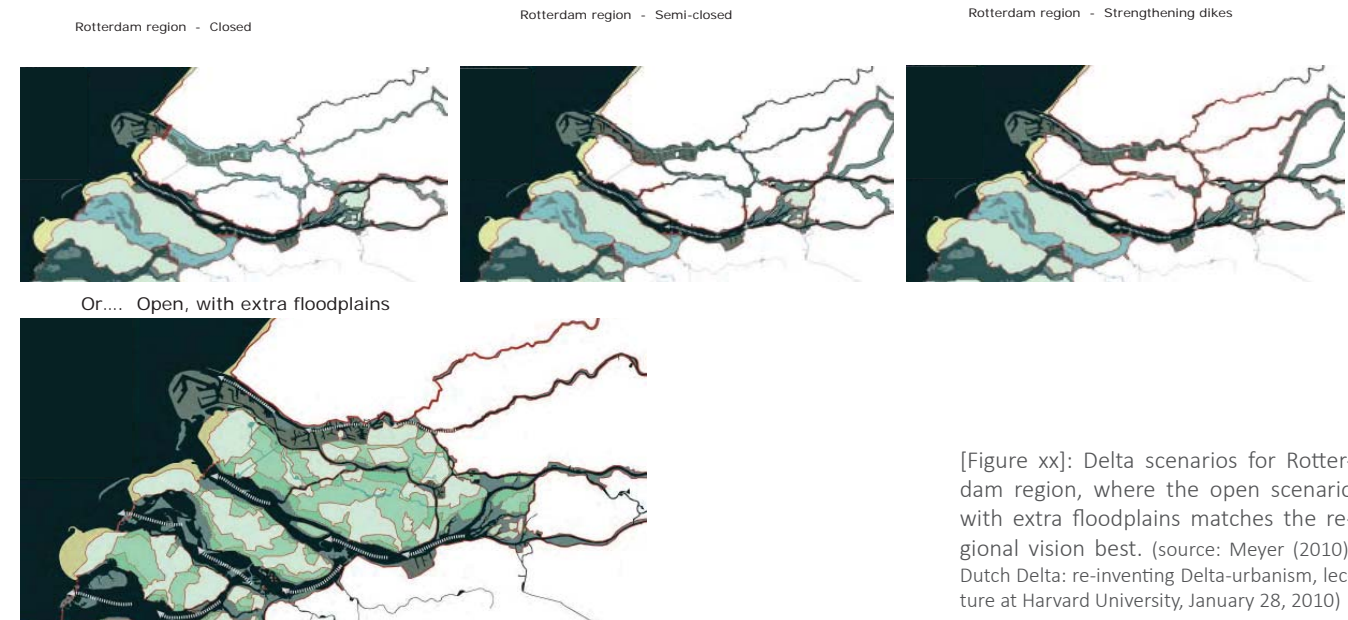 Rotterdam region - Closed
Rotterdam region - Semi-closed
Rotterdam region - Strengthening dikes
Or.... Open, with extra floodplains
[Figure xx]: Delta scenarios for Rotter-
dam region, where the open scenario
with extra floodplains matches the re-
gional vision best. (source: Meyer (2010)
Dutch Delta: re-inventing Delta-urbanism, lec-
ture at Harvard University, January 28, 2010)